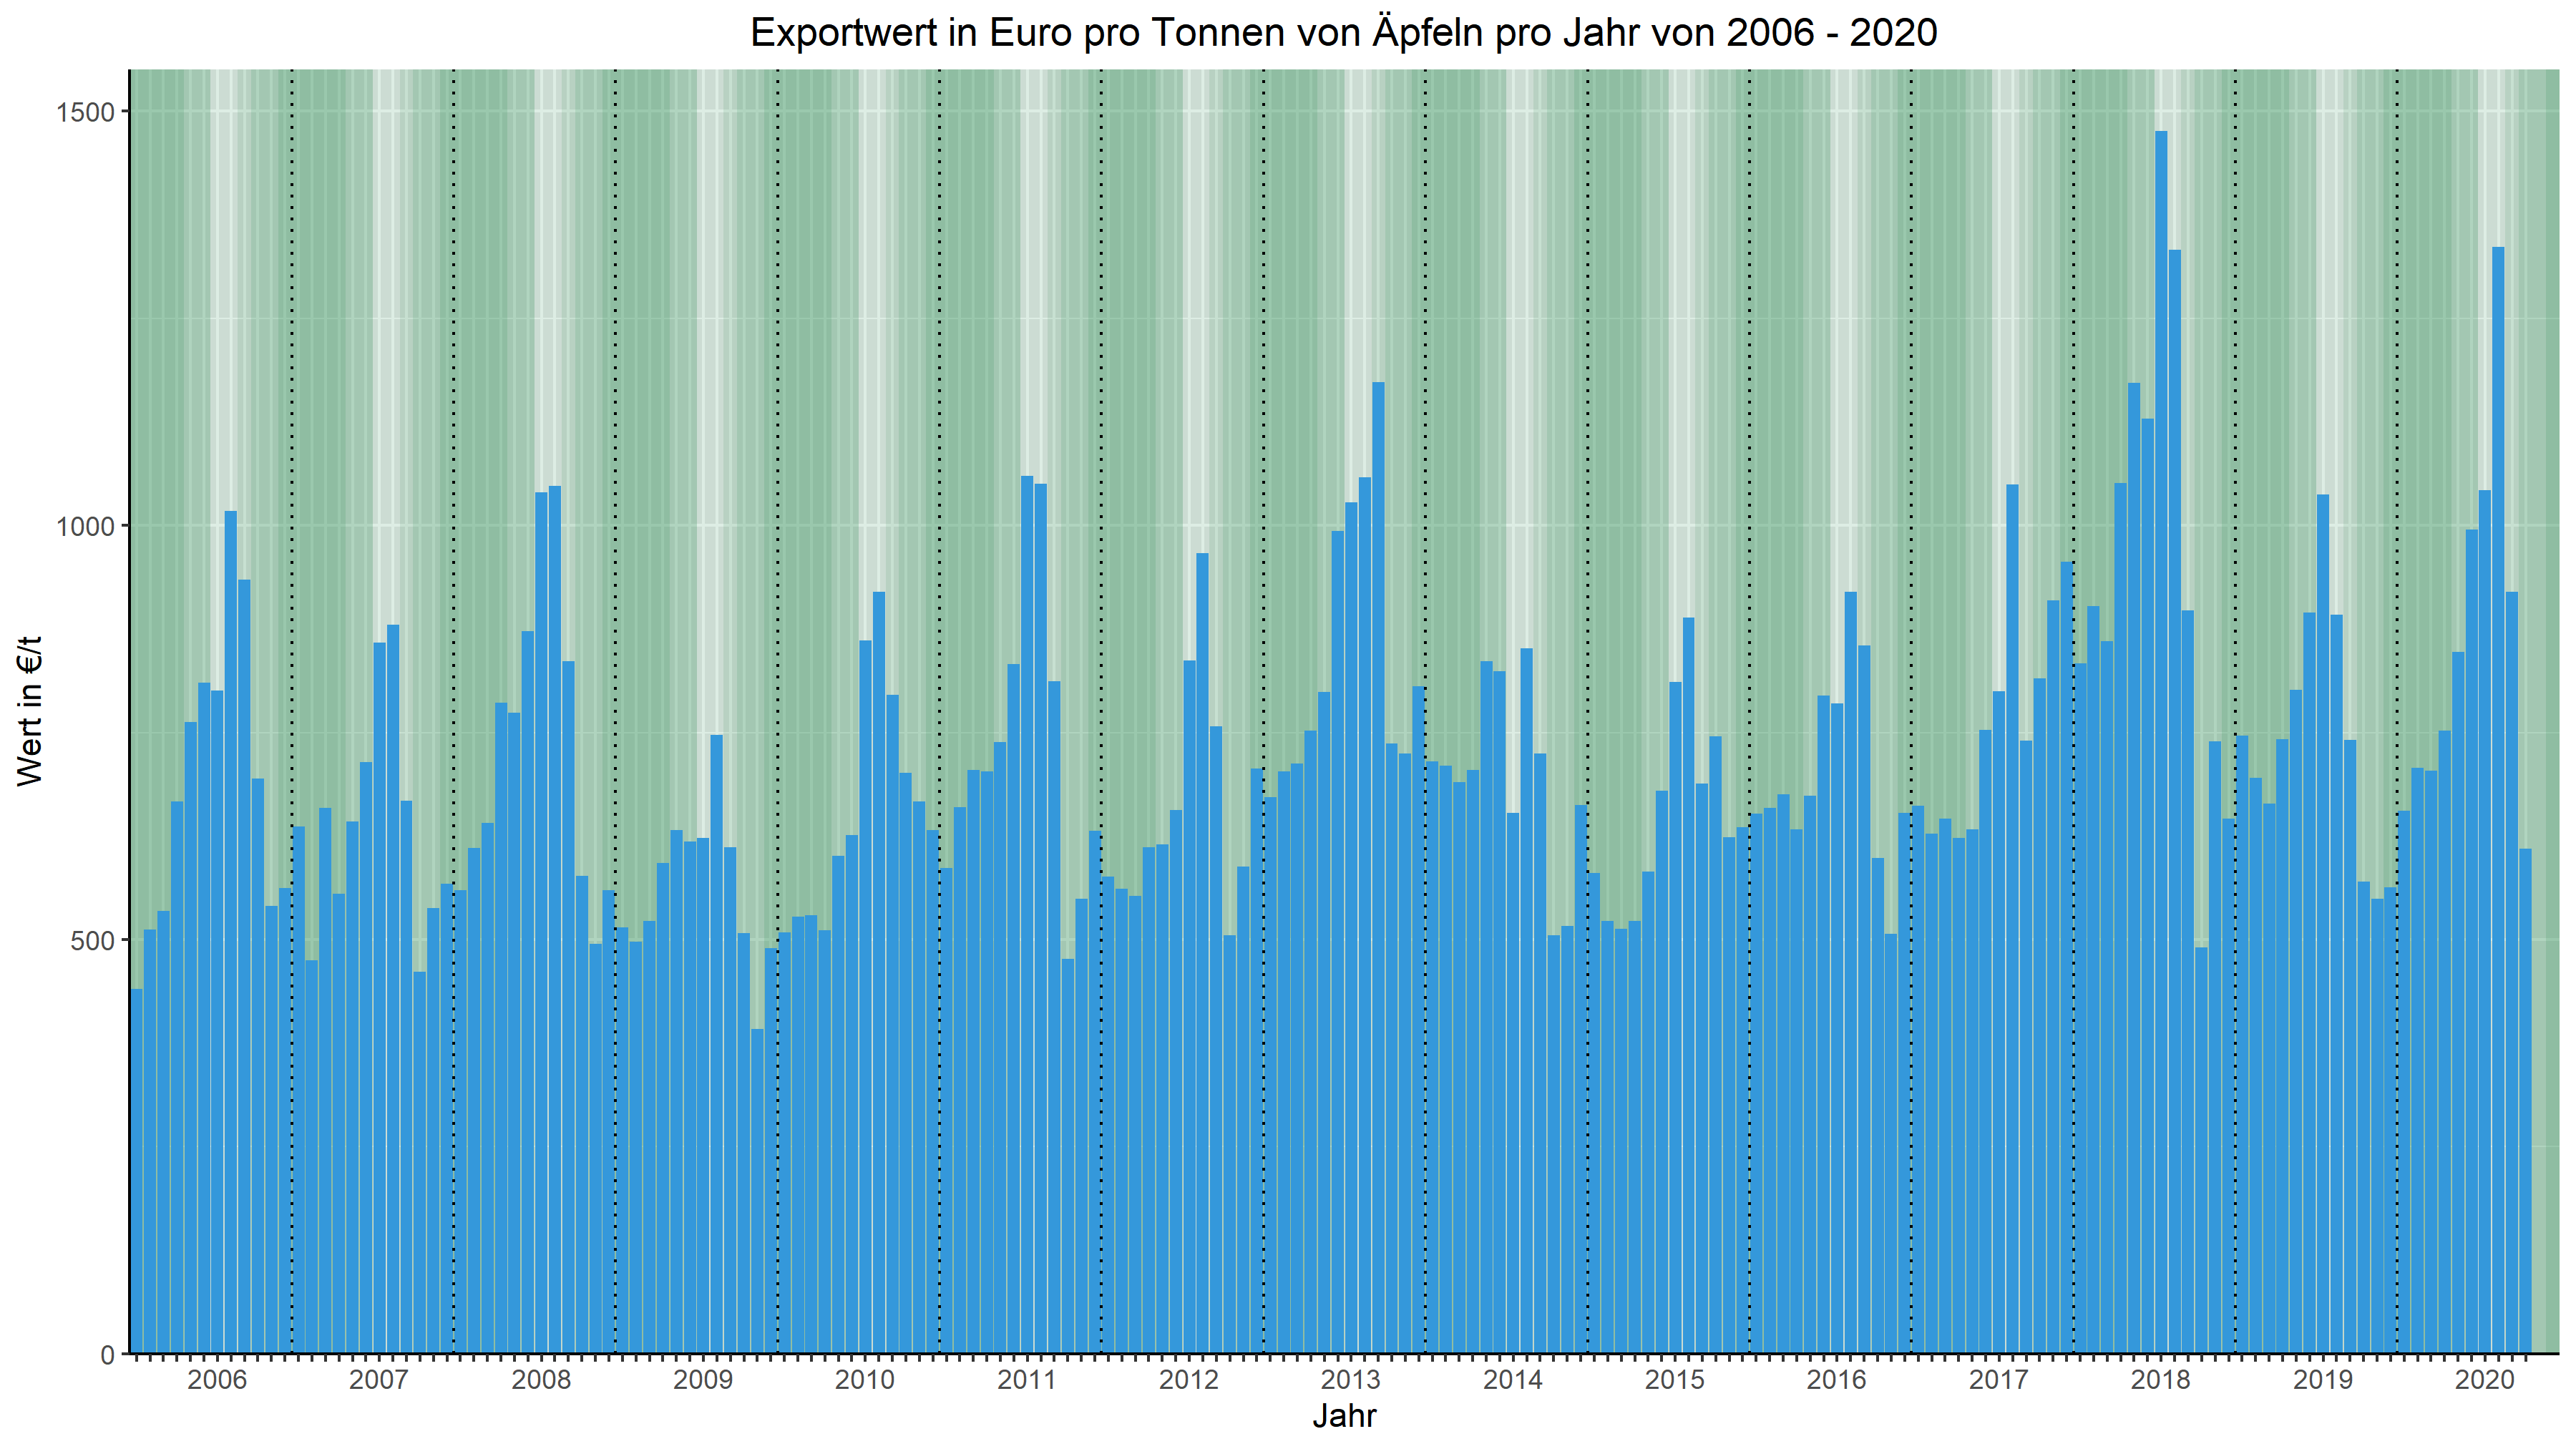 Exportwert in Euro pro Tonnen von Äpfeln pro Jahr von 2006 - 2020
1500
1000
500
0
Wert in €/t
2006 2007 2008 2009 2010 2011 2012 2013 2014 2015 2016 2017 2018 2019 2020
Jahr